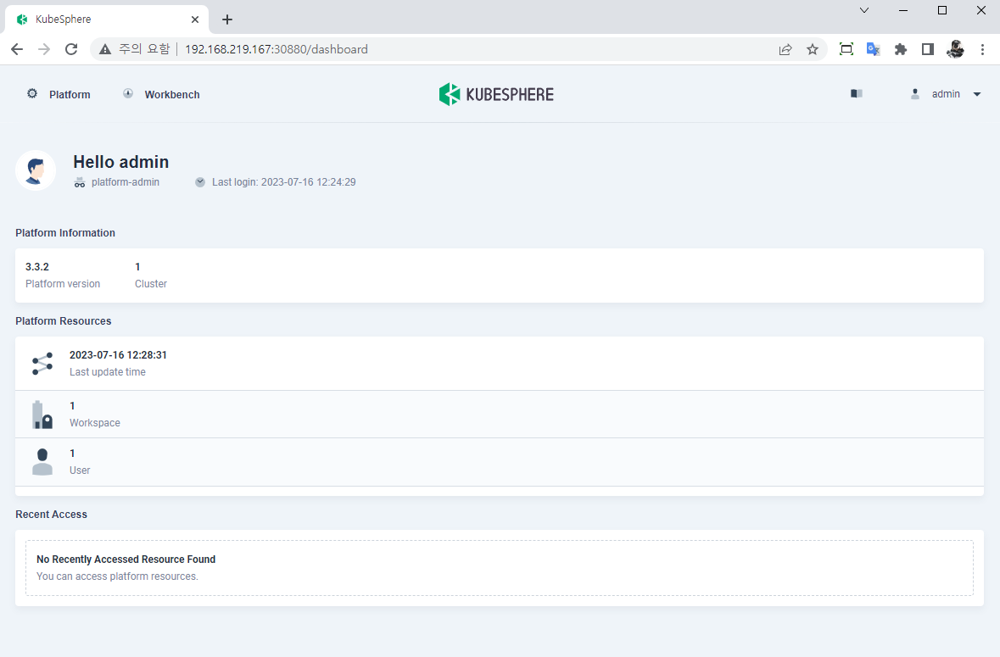 KubeSphere
주의 요함 192.168.219.167:30880/dashboard
Platform Workbench KUBESPHERE admin
Hello admin
platform-admin Last login: 2023-07-16 12:24:29
Platform Information
3.3.2 1
Platform version Cluster
Platform Resources
2023-07-16 12:28:31
Last update time
1
Workspace
1
User
Recent Access
No Recently Accessed Resource Found
You can access platform resources.